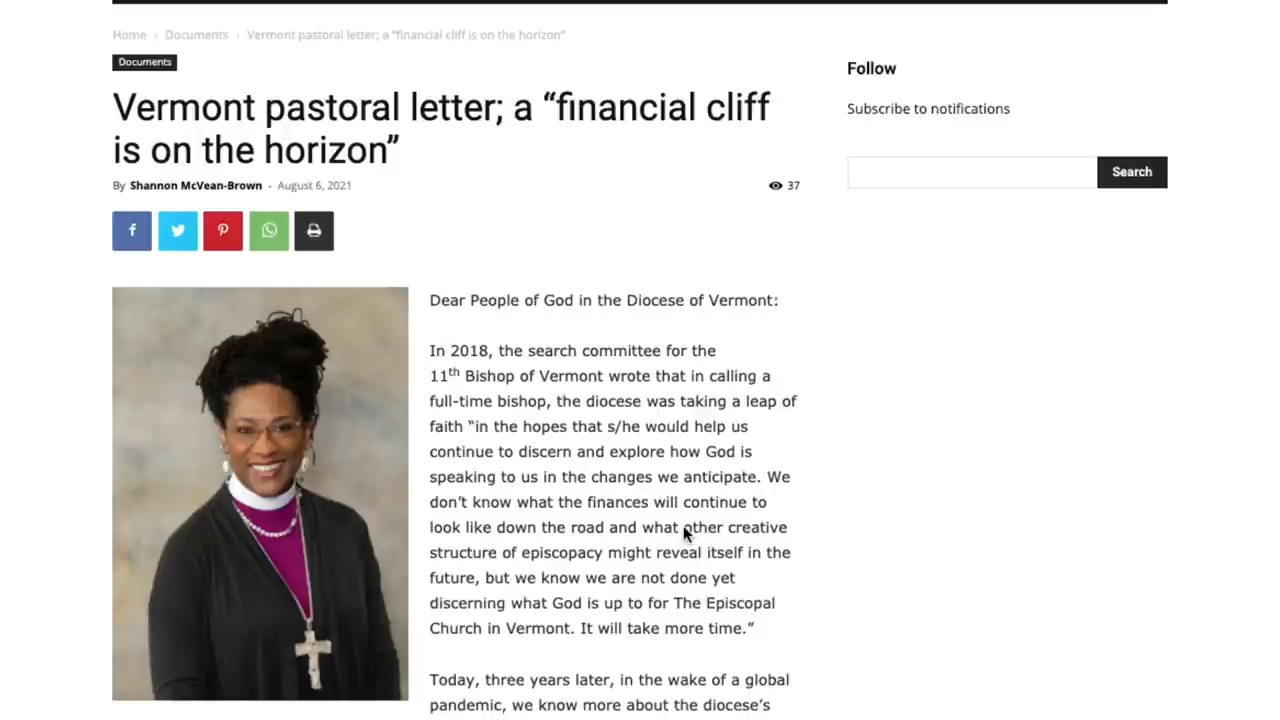 Home › Documents › Vermont pastoral letter; a “financial cliff is on the horizon”
Documents
Vermont pastoral letter; a “financial cliff
is on the horizon”
By Shannon McVean-Brown - August 6, 2021
37
Follow
Subscribe to notifications
Search
Dear People of God in the Diocese of Vermont:
In 2018, the search committee for the
11th Bishop of Vermont wrote that in calling a
full-time bishop, the diocese was taking a leap of
faith “in the hopes that s/he would help us
continue to discern and explore how God is
speaking to us in the changes we anticipate. We
don’t know what the finances will continue to
look like down the road and what other creative
structure of episcopacy might reveal itself in the
future, but we know we are not done yet
discerning what God is up to for The Episcopal
Church in Vermont. It will take more time.”
Today, three years later, in the wake of a global
pandemic, we know more about the diocese’s